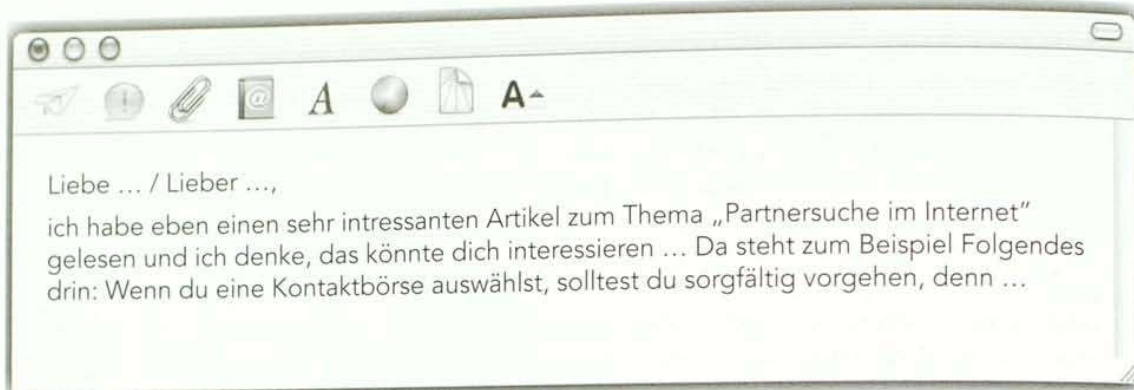 @ A A
Liebe … / Lieber …,
ich habe eben einen sehr intressanten Artikel zum Thema „Partnersuche im Internet”
gelesen und ich denke, das könnte dich interessieren … Da steht zum Beispiel Folgendes
drin: Wenn du eine Kontaktbörse auswählst, solltest du sorgfältig vorgehen, denn …